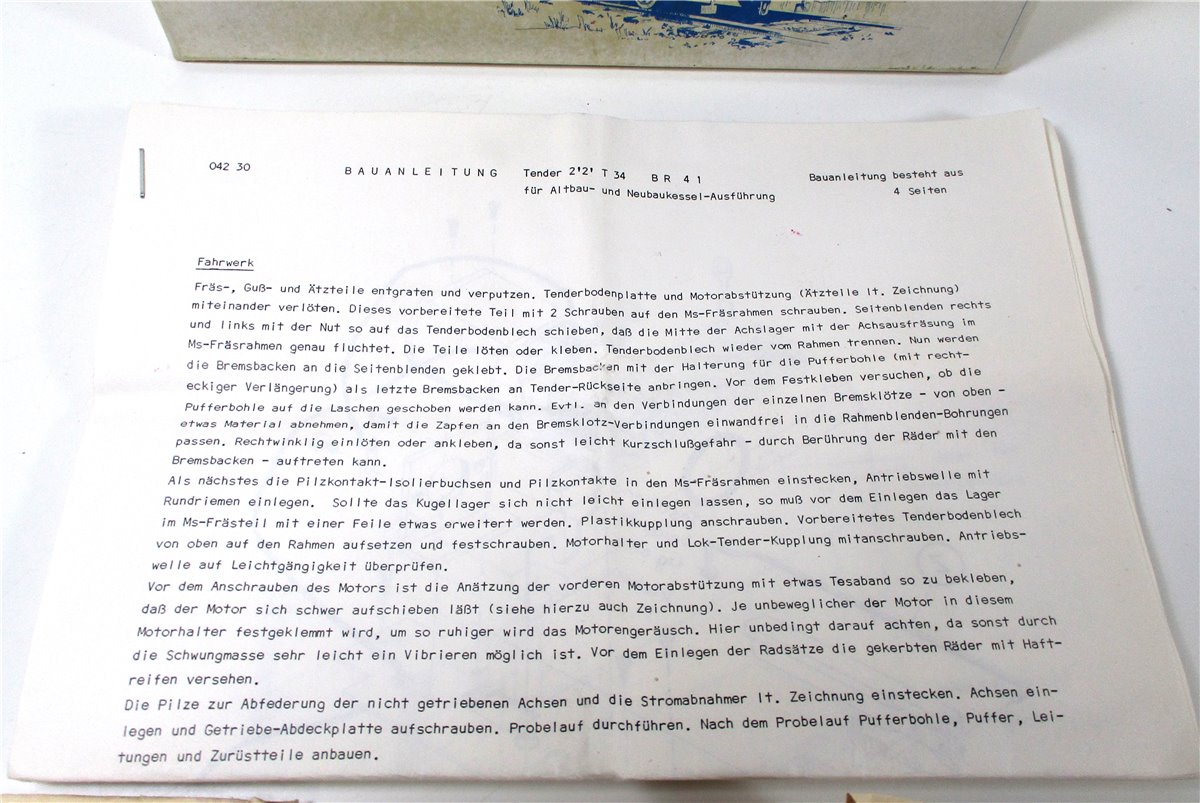 042 30
BAUANLEITUNG Tender 2'2' T 34 BR 41
für Altbau- und Neubaukessel-Ausführung
Bauanleitung besteht aus
4 Seiten
Fahrwerk
Fräs-, Guß- und Ätzteile entgraten und verputzen. Tenderbodenplatte und Motorabstützung (Ätzteile lt. Zeichnung)
miteinander verlöten. Dieses vorbereitete Teil mit 2 Schrauben auf den Ms-Fräsrahmen schrauben. Seitenblenden rechts
und links mit der Nut so auf das Tenderbodenblech schieben, daß die Mitte der Achslager mit der Achsausfräsung im
Ms-Fräsrahmen genau fluchtet. Die Teile löten oder kleben. Tenderbodenblech wieder vom Rahmen trennen. Nun werden
die Bremsbacken an die Seitenblenden geklebt. Die Bremsbacken mit der Halterung für die Pufferbohle (mit recht-
eckiger Verlängerung) als letzte Bremsbacken an Tender-Rückseite anbringen. Vor dem Festkleben versuchen, ob die
Pufferbohle auf die Laschen geschoben werden kann. Evtl. an den Verbindungen der einzelnen Bremsklötze - von oben -
etwas Material abnehmen, damit die Zapfen an den Bremsklotz-Verbindungen einwandfrei in die Rahmenblenden-Bohrungen
passen. Rechtwinklig einlöten oder ankleben, da sonst leicht Kurzschlußgefahr - durch Berührung der Räder mit den
Bremsbacken - auftreten kann.
Als nächstes die Pilzkontakt-Isolierbuchsen und Pilzkontakte in den Ms-Fräsrahmen einstecken, Antriebswelle mit
Rundriemen einlegen. Sollte das Kugellager sich nicht leicht einlegen lassen, so muß vor dem Einlegen das Lager
im Ms-Frästeil mit einer Feile etwas erweitert werden. Plastikkupplung anschrauben. Vorbereitetes Tenderbodenblech
von oben auf den Rahmen aufsetzen und festschrauben. Motorhalter und Lok-Tender-Kupplung mitanschrauben. Antriebs-
welle auf Leichtgängigkeit überprüfen.
Vor dem Anschrauben des Motors ist die Anätzung der vorderen Motorabstützung mit etwas Tesaband so zu bekleben,
daß der Motor sich schwer aufschieben läßt (siehe hierzu auch Zeichnung). Je unbeweglicher der Motor in diesem
Motorhalter festgeklemmt wird, um so ruhiger wird das Motorengeräusch. Hier unbedingt darauf achten, da sonst durch
die Schwungmasse sehr leicht ein Vibrieren möglich ist. Vor dem Einlegen der Radsätze die gekerbten Räder mit Haft-
reifen versehen.
Die Pilze zur Abfederung der nicht getriebenen Achsen und die Stromabnahmer lt. Zeichnung einstecken. Achsen ein-
legen und Getriebe-Abdeckplatte aufschrauben. Probelauf durchführen. Nach dem Probelauf Pufferbohle, Puffer, Lei-
tungen und Zurüstteile anbauen.